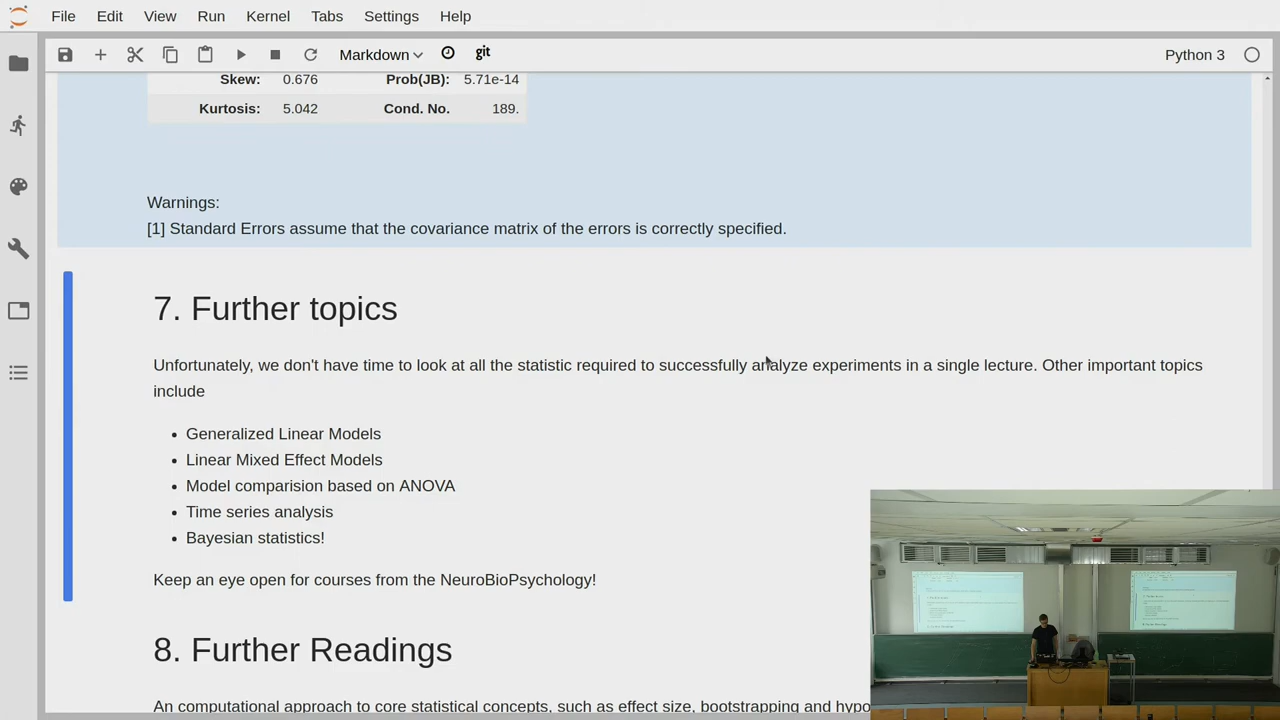 File Edit View Run Kernel Tabs Settings Help
Markdown git Python 3
Skew: 0.676 Prob(JB): 5.71e-14
Kurtosis: 5.042 Cond. No. 189.
Warnings:
[1] Standard Errors assume that the covariance matrix of the errors is correctly specified.
7. Further topics
Unfortunately, we don't have time to look at all the statistic required to successfully analyze experiments in a single lecture. Other important topics
include
• Generalized Linear Models
• Linear Mixed Effect Models
• Model comparision based on ANOVA
• Time series analysis
• Bayesian statistics!
Keep an eye open for courses from the NeuroBioPsychology!
8. Further Readings
An computational approach to core statistical concepts, such as effect size, bootstrapping and hypo